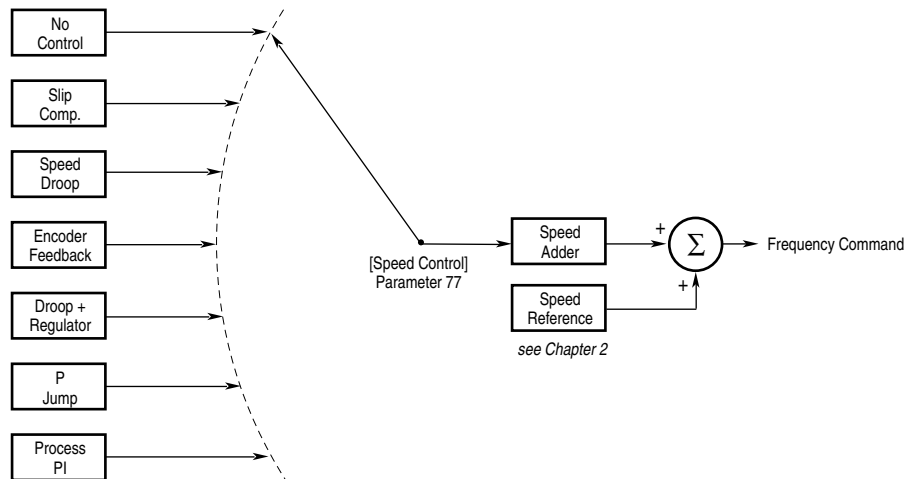 No
Control
Slip
Comp.
Speed
Droop
Encoder
Feedback
Droop +
Regulator
P
Jump
Process
PI
[Speed Control]
Parameter 77
Speed
Adder
+
Σ
Frequency Command
+
Speed
Reference
see Chapter 2